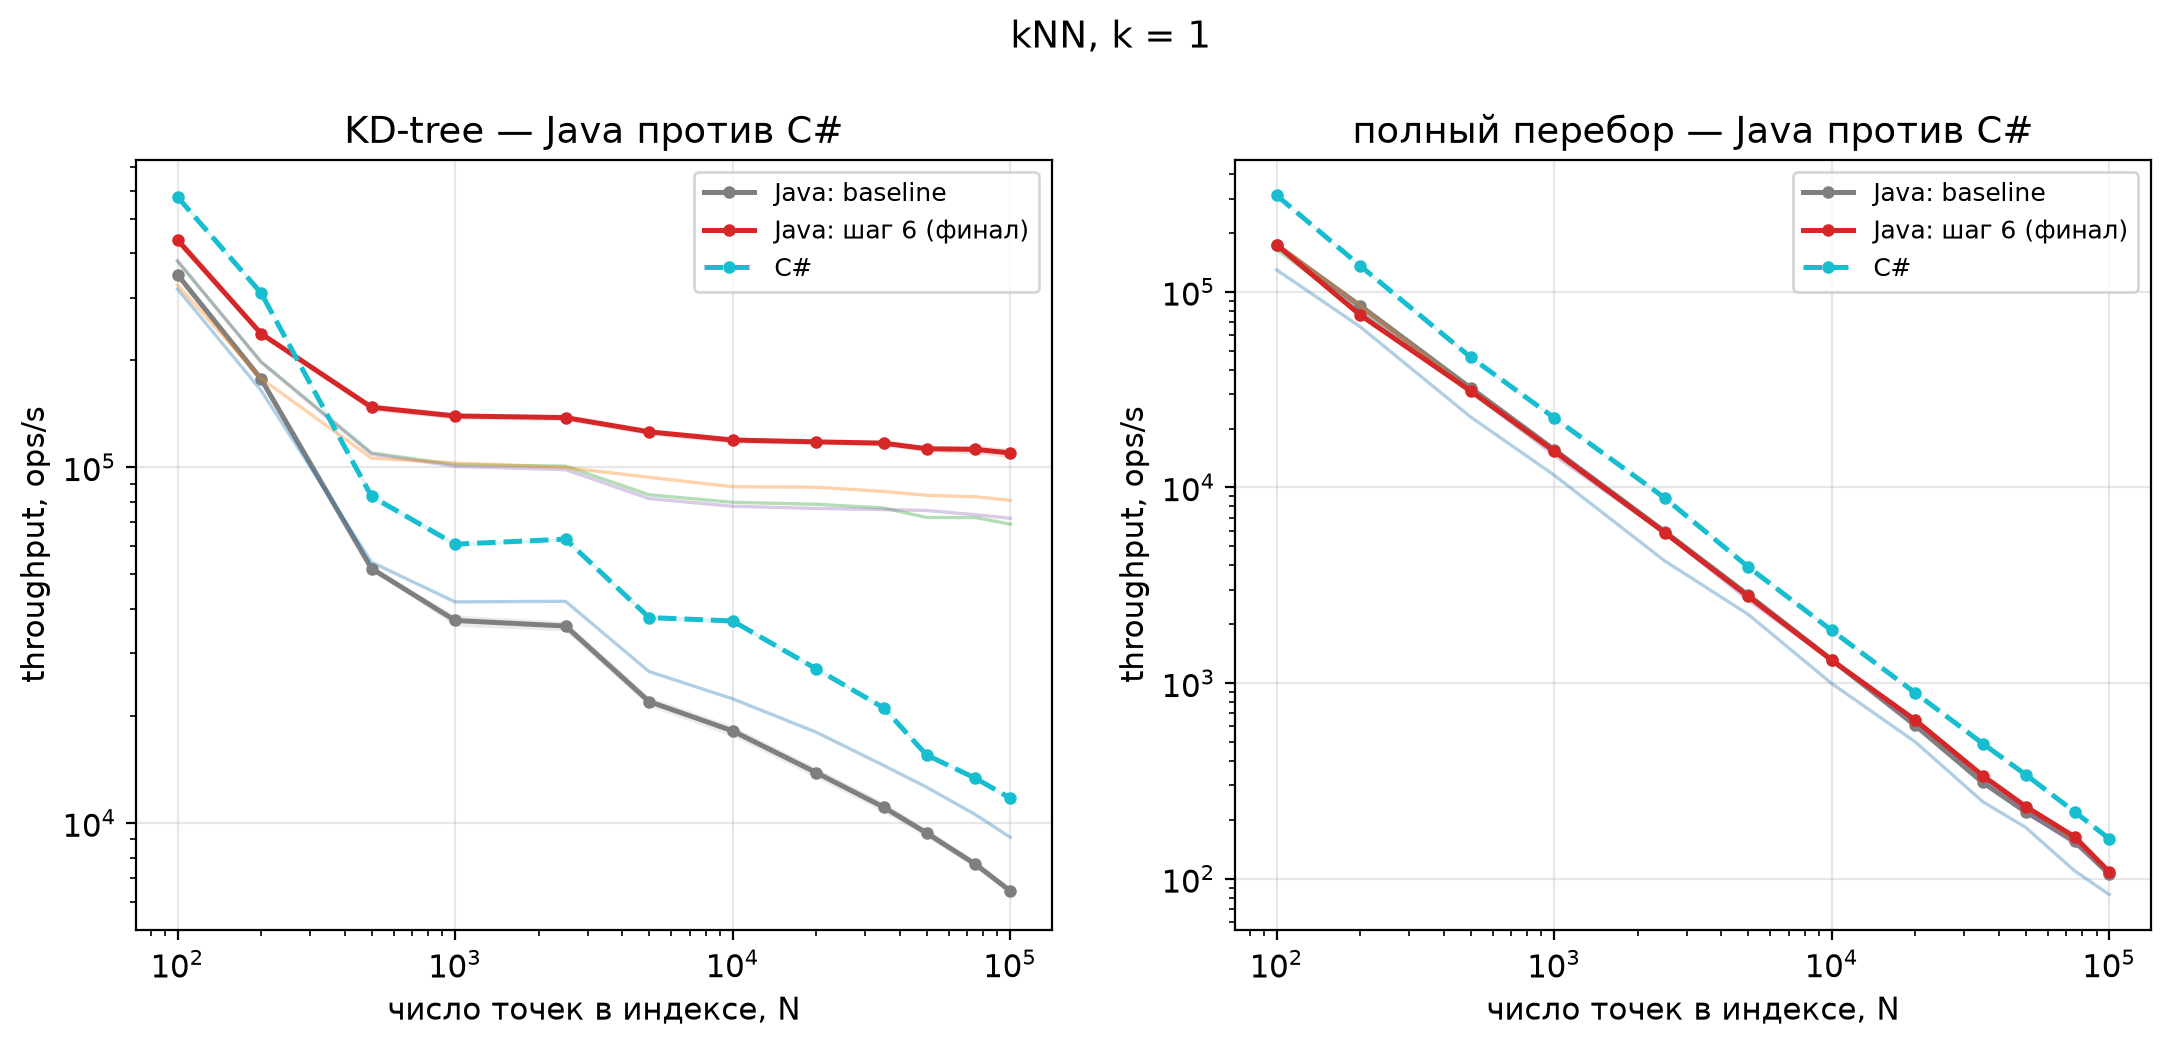 kNN, k = 1
KD-tree — Java против C#
throughput, ops/s
10⁵
10⁴
Java: baseline
Java: шаг 6 (финал)
C#
10² 10³ 10⁴ 10⁵
число точек в индексе, N
полный перебор — Java против C#
throughput, ops/s
10⁵
10⁴
10³
10²
Java: baseline
Java: шаг 6 (финал)
C#
10² 10³ 10⁴ 10⁵
число точек в индексе, N